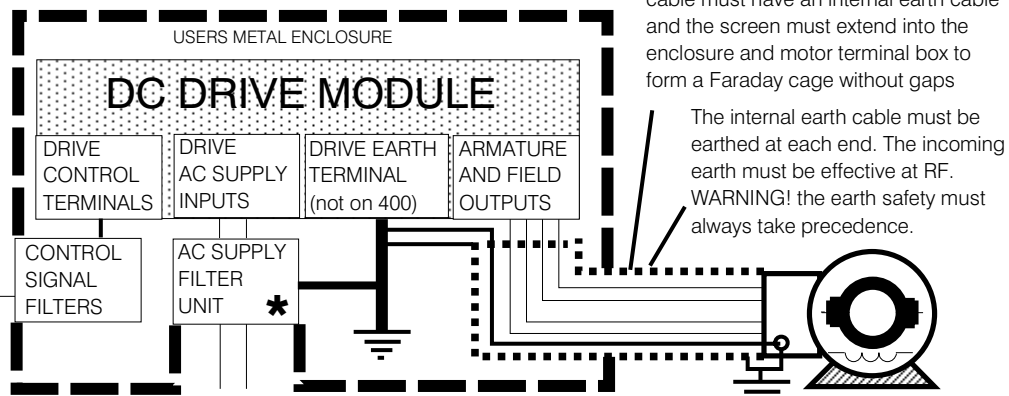 cable must have an internal earth cable
and the screen must extend into the
enclosure and motor terminal box to
form a Faraday cage without gaps
USERS METAL ENCLOSURE
DC DRIVE MODULE
The internal earth cable must be
earthed at each end. The incoming
earth must be effective at RF.
WARNING! the earth safety must
always take precedence.
DRIVE
CONTROL
TERMINALS
DRIVE
AC SUPPLY
INPUTS
DRIVE EARTH
TERMINAL
(not on 400)
ARMATURE
AND FIELD
OUTPUTS
CONTROL
SIGNAL
FILTERS
AC SUPPLY
FILTER
UNIT *